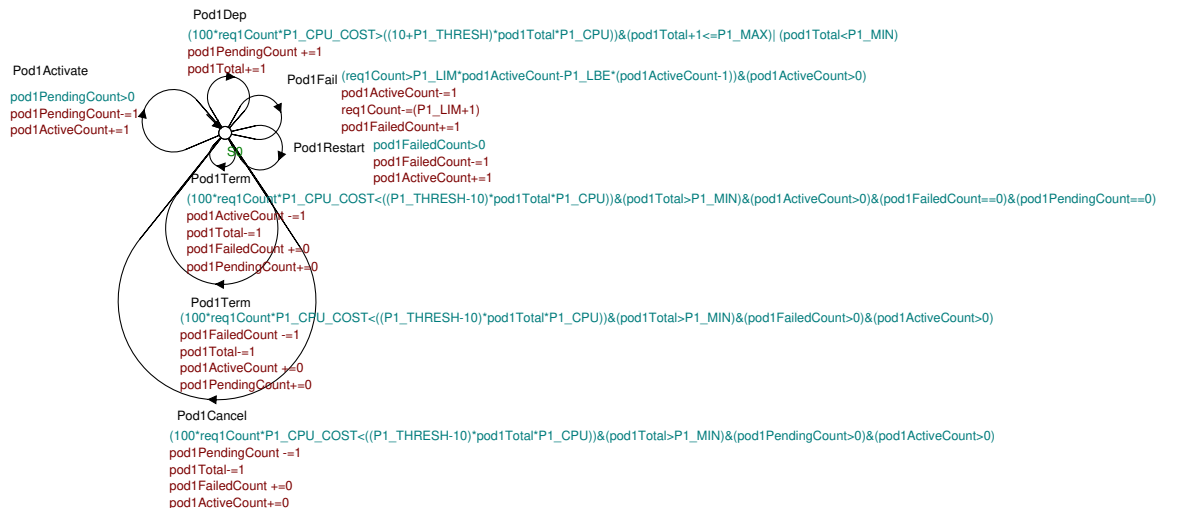 Pod1Dep
(100*req1Count*P1_CPU_COST>((10+P1_THRESH)*pod1Total*P1_CPU))&(pod1Total+1<=P1_MAX)| (pod1Total<P1_MIN)
pod1PendingCount +=1
pod1Total+=1
Pod1Activate
pod1PendingCount>0
pod1PendingCount-=1
pod1ActiveCount+=1
Pod1Fail
(req1Count>P1_LIM*pod1ActiveCount-P1_LBE*(pod1ActiveCount-1))&(pod1ActiveCount>0)
pod1ActiveCount-=1
req1Count-=(P1_LIM+1)
pod1FailedCount+=1
Pod1Restart
pod1FailedCount>0
pod1FailedCount-=1
pod1ActiveCount+=1
S0
Pod1Term
(100*req1Count*P1_CPU_COST<((P1_THRESH-10)*pod1Total*P1_CPU))&(pod1Total>P1_MIN)&(pod1ActiveCount>0)&(pod1FailedCount==0)&(pod1PendingCount==0)
pod1ActiveCount -=1
pod1Total-=1
pod1FailedCount +=0
pod1PendingCount+=0
Pod1Term
(100*req1Count*P1_CPU_COST<((P1_THRESH-10)*pod1Total*P1_CPU))&(pod1Total>P1_MIN)&(pod1FailedCount>0)&(pod1ActiveCount>0)
pod1FailedCount -=1
pod1Total-=1
pod1ActiveCount +=0
pod1PendingCount+=0
Pod1Cancel
(100*req1Count*P1_CPU_COST<((P1_THRESH-10)*pod1Total*P1_CPU))&(pod1Total>P1_MIN)&(pod1PendingCount>0)&(pod1ActiveCount>0)
pod1PendingCount -=1
pod1Total-=1
pod1FailedCount +=0
pod1ActiveCount+=0